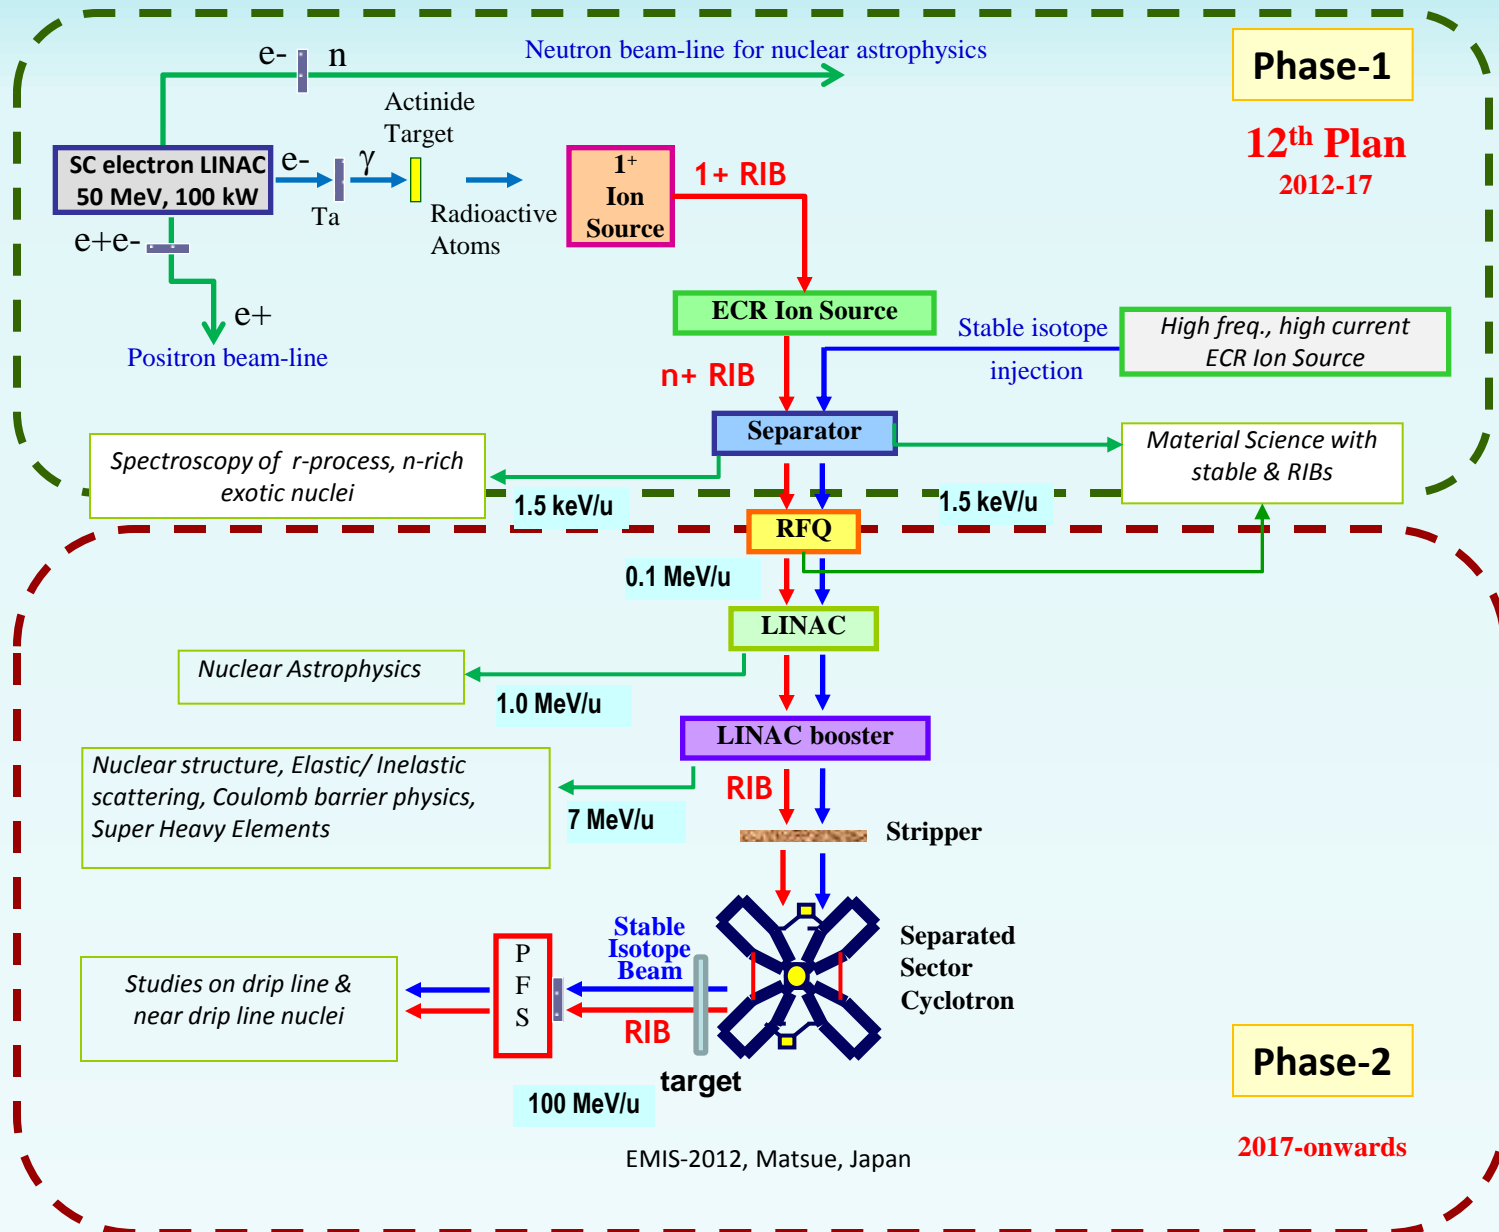 e-
n
Neutron beam-line for nuclear astrophysics
Phase-1
12th Plan
2012-17
SC electron LINAC
50 MeV, 100 kW
e-
Ta
γ
Actinide
Target
Radioactive
Atoms
1+
Ion
Source
1+ RIB
e+e-
e+
Positron beam-line
ECR Ion Source
Stable isotope
injection
High freq., high current
ECR Ion Source
n+ RIB
Separator
Spectroscopy of r-process, n-rich
exotic nuclei
1.5 keV/u
1.5 keV/u
Material Science with
stable & RIBs
RFQ
0.1 MeV/u
LINAC
Nuclear Astrophysics
1.0 MeV/u
LINAC booster
Nuclear structure, Elastic/ Inelastic
scattering, Coulomb barrier physics,
Super Heavy Elements
7 MeV/u
RIB
Stripper
Separated
Sector
Cyclotron
Stable
Isotope
Beam
RIB
target
P
F
S
Studies on drip line &
near drip line nuclei
100 MeV/u
Phase-2
2017-onwards
EMIS-2012, Matsue, Japan